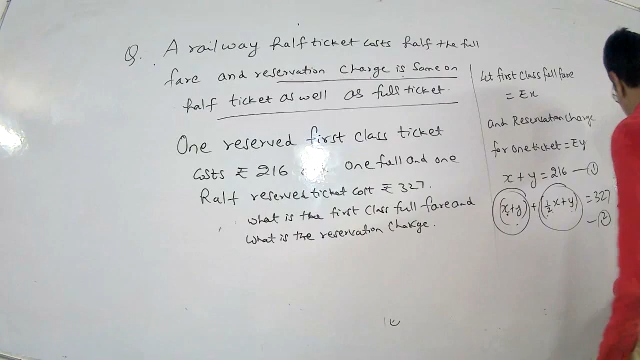 Q. A railway half ticket costs half the full
fare and reservation charge is same on
half ticket as well as full ticket.
One reserved first class ticket
costs ₹ 216 one full and one
Half reserved ticket cost ₹ 327.
what is the first class full fare and
what is the reservation charge.
Let first class full fare
= ₹x
and Reservation charge
for one ticket = ₹y
x + y = 216 — ①
(x+y) + (½x+y) = 327
— ②